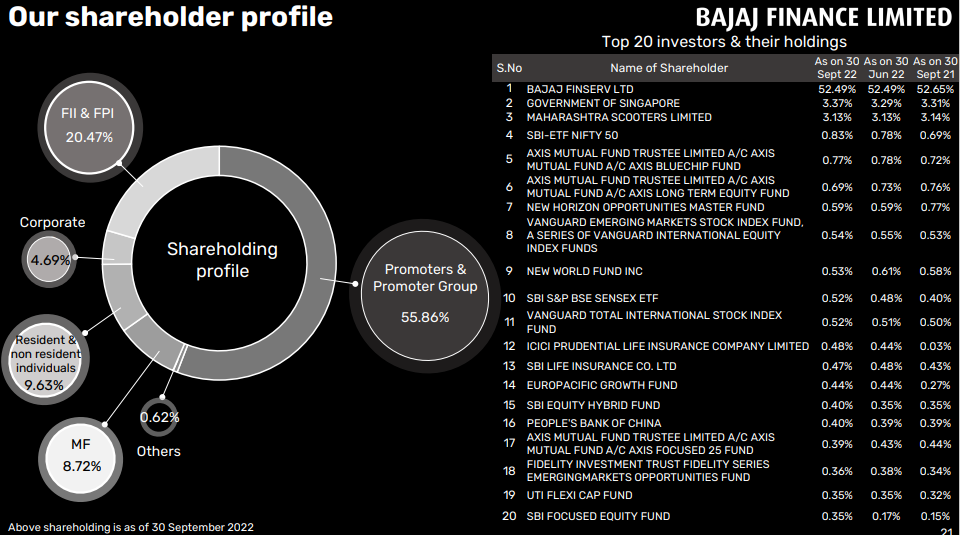 Our shareholder profile
BAJAJ FINANCE LIMITED
FII & FPI
20.47%
Corporate
4.69%
Resident &
non resident
individuals
9.63%
MF
8.72%
0.62%
Others
Shareholding
profile
Promoters &
Promoter Group
55.86%
Above shareholding is as of 30 September 2022
Top 20 investors & their holdings
S.No Name of Shareholder As on 30 As on 30 As on 30
Sept 22 Jun 22 Sept 21
1 BAJAJ FINSERV LTD 52.49% 52.49% 52.65%
2 GOVERNMENT OF SINGAPORE 3.37% 3.29% 3.31%
3 MAHARASHTRA SCOOTERS LIMITED 3.13% 3.13% 3.14%
4 SBI-ETF NIFTY 50 0.83% 0.78% 0.69%
5 AXIS MUTUAL FUND TRUSTEE LIMITED A/C AXIS
MUTUAL FUND A/C AXIS BLUECHIP FUND 0.77% 0.78% 0.72%
6 AXIS MUTUAL FUND TRUSTEE LIMITED A/C AXIS
MUTUAL FUND A/C AXIS LONG TERM EQUITY FUND 0.69% 0.73% 0.76%
7 NEW HORIZON OPPORTUNITIES MASTER FUND 0.59% 0.59% 0.77%
8 VANGUARD EMERGING MARKETS STOCK INDEX FUND,
A SERIES OF VANGUARD INTERNATIONAL EQUITY
INDEX FUNDS 0.54% 0.55% 0.53%
9 NEW WORLD FUND INC 0.53% 0.61% 0.58%
10 SBI S&P BSE SENSEX ETF 0.52% 0.48% 0.40%
11 VANGUARD TOTAL INTERNATIONAL STOCK INDEX
FUND 0.52% 0.51% 0.50%
12 ICICI PRUDENTIAL LIFE INSURANCE COMPANY LIMITED 0.48% 0.44% 0.03%
13 SBI LIFE INSURANCE CO. LTD 0.47% 0.48% 0.43%
14 EUROPACIFIC GROWTH FUND 0.44% 0.44% 0.27%
15 SBI EQUITY HYBRID FUND 0.40% 0.35% 0.35%
16 PEOPLE'S BANK OF CHINA 0.40% 0.39% 0.39%
17 AXIS MUTUAL FUND TRUSTEE LIMITED A/C AXIS
MUTUAL FUND A/C AXIS FOCUSED 25 FUND 0.39% 0.43% 0.44%
18 FIDELITY INVESTMENT TRUST FIDELITY SERIES
EMERGINGMARKETS OPPORTUNITIES FUND 0.36% 0.38% 0.34%
19 UTI FLEXI CAP FUND 0.35% 0.35% 0.32%
20 SBI FOCUSED EQUITY FUND 0.35% 0.17% 0.15%
21